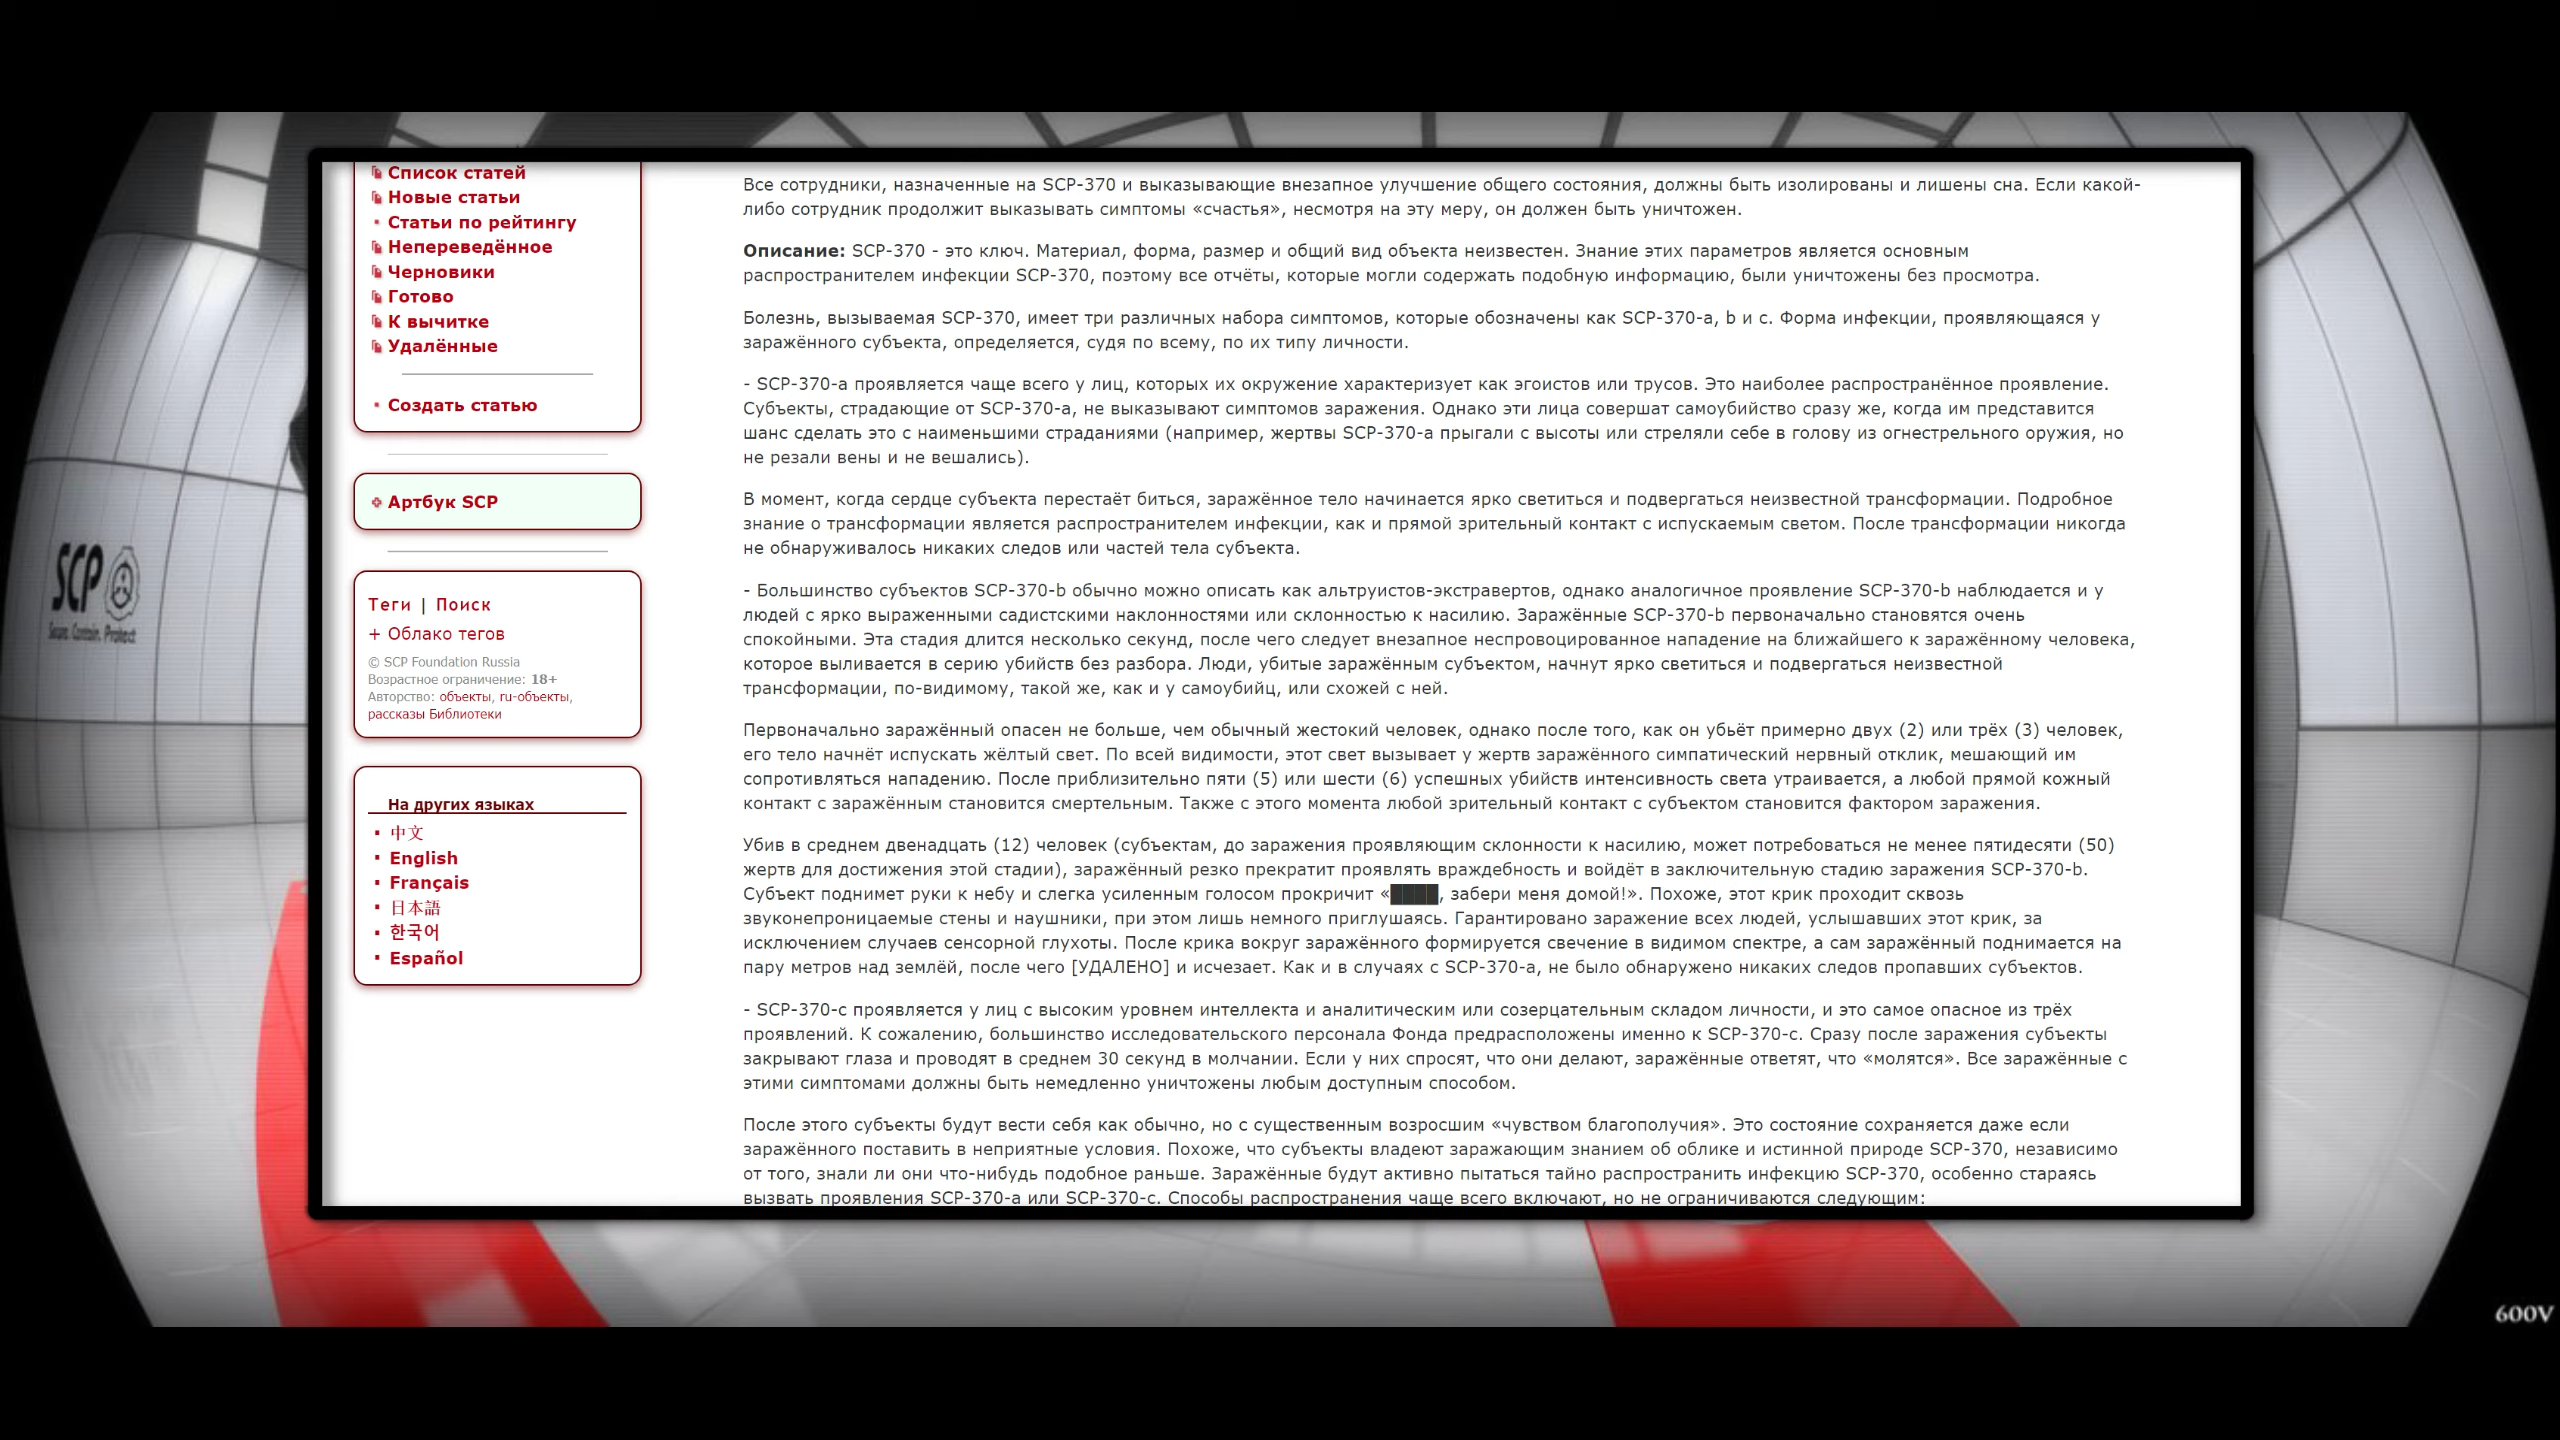 Список статей
Новые статьи
Статьи по рейтингу
Непереведённое
Черновики
Готово
К вычитке
Удалённые
Создать статью
Артбук SCP
Теги | Поиск
+ Облако тегов
© SCP Foundation Russia
Возрастное ограничение: 18+
Авторство: объекты, ru-объекты,
рассказы Библиотеки
На других языках
中文
English
Français
日本語
한국어
Español
Все сотрудники, назначенные на SCP-370 и выказывающие внезапное улучшение общего состояния, должны быть изолированы и лишены сна. Если какой-
либо сотрудник продолжит выказывать симптомы «счастья», несмотря на эту меру, он должен быть уничтожен.
Описание: SCP-370 - это ключ. Материал, форма, размер и общий вид объекта неизвестен. Знание этих параметров является основным
распространителем инфекции SCP-370, поэтому все отчёты, которые могли содержать подобную информацию, были уничтожены без просмотра.
Болезнь, вызываемая SCP-370, имеет три различных набора симптомов, которые обозначены как SCP-370-a, b и c. Форма инфекции, проявляющаяся у
заражённого субъекта, определяется, судя по всему, по их типу личности.
- SCP-370-a проявляется чаще всего у лиц, которых их окружение характеризует как эгоистов или трусов. Это наиболее распространённое проявление.
Субъекты, страдающие от SCP-370-a, не выказывают симптомов заражения. Однако эти лица совершат самоубийство сразу же, когда им представится
шанс сделать это с наименьшими страданиями (например, жертвы SCP-370-a прыгали с высоты или стреляли себе в голову из огнестрельного оружия, но
не резали вены и не вешались).
В момент, когда сердце субъекта перестаёт биться, заражённое тело начинается ярко светиться и подвергаться неизвестной трансформации. Подробное
знание о трансформации является распространителем инфекции, как и прямой зрительный контакт с испускаемым светом. После трансформации никогда
не обнаруживалось никаких следов или частей тела субъекта.
- Большинство субъектов SCP-370-b обычно можно описать как альтруистов-экстравертов, однако аналогичное проявление SCP-370-b наблюдается и у
людей с ярко выраженными садистскими наклонностями или склонностью к насилию. Заражённые SCP-370-b первоначально становятся очень
спокойными. Эта стадия длится несколько секунд, после чего следует внезапное неспровоцированное нападение на ближайшего к заражённому человека,
которое выливается в серию убийств без разбора. Люди, убитые заражённым субъектом, начнут ярко светиться и подвергаться неизвестной
трансформации, по-видимому, такой же, как и у самоубийц, или схожей с ней.
Первоначально заражённый опасен не больше, чем обычный жестокий человек, однако после того, как он убьёт примерно двух (2) или трёх (3) человек,
его тело начнёт испускать жёлтый свет. По всей видимости, этот свет вызывает у жертв заражённого симпатический нервный отклик, мешающий им
сопротивляться нападению. После приблизительно пяти (5) или шести (6) успешных убийств интенсивность света утраивается, а любой прямой кожный
контакт с заражённым становится смертельным. Также с этого момента любой зрительный контакт с субъектом становится фактором заражения.
Убив в среднем двенадцать (12) человек (субъектам, до заражения проявляющим склонности к насилию, может потребоваться не менее пятидесяти (50)
жертв для достижения этой стадии), заражённый резко прекратит проявлять враждебность и войдёт в заключительную стадию заражения SCP-370-b.
Субъект поднимет руки к небу и слегка усиленным голосом прокричит «████, забери меня домой!». Похоже, этот крик проходит сквозь
звуконепроницаемые стены и наушники, при этом лишь немного приглушаясь. Гарантировано заражение всех людей, услышавших этот крик, за
исключением случаев сенсорной глухоты. После крика вокруг заражённого формируется свечение в видимом спектре, а сам заражённый поднимается на
пару метров над землёй, после чего [УДАЛЕНО] и исчезает. Как и в случаях с SCP-370-a, не было обнаружено никаких следов пропавших субъектов.
- SCP-370-c проявляется у лиц с высоким уровнем интеллекта и аналитическим или созерцательным складом личности, и это самое опасное из трёх
проявлений. К сожалению, большинство исследовательского персонала Фонда предрасположены именно к SCP-370-c. Сразу после заражения субъекты
закрывают глаза и проводят в среднем 30 секунд в молчании. Если у них спросят, что они делают, заражённые ответят, что «молятся». Все заражённые с
этими симптомами должны быть немедленно уничтожены любым доступным способом.
После этого субъекты будут вести себя как обычно, но с существенным возросшим «чувством благополучия». Это состояние сохраняется даже если
заражённого поставить в неприятные условия. Похоже, что субъекты владеют заражающим знанием об облике и истинной природе SCP-370, независимо
от того, знали ли они что-нибудь подобное раньше. Заражённые будут активно пытаться тайно распространить инфекцию SCP-370, особенно стараясь
вызвать проявления SCP-370-a или SCP-370-c. Способы распространения чаще всего включают, но не ограничиваются следующим:
SCP
Secure. Contain. Protect
600V